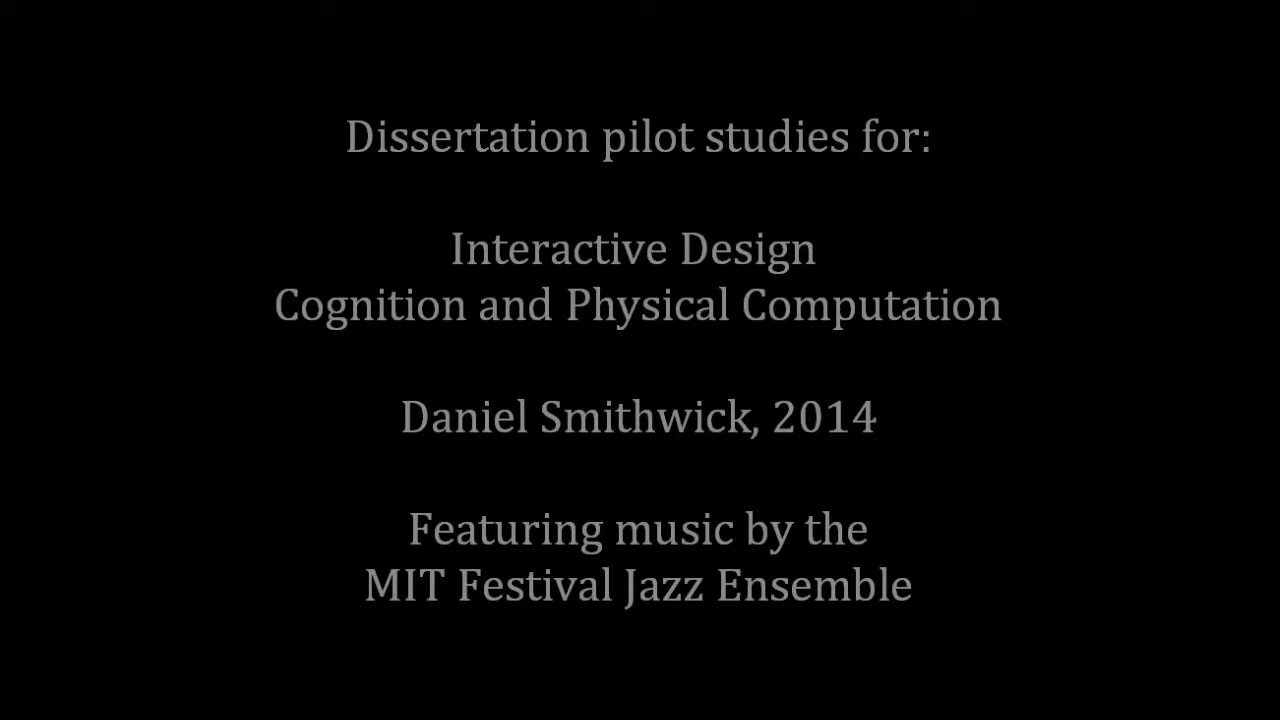 Dissertation pilot studies for:
Interactive Design
Cognition and Physical Computation
Daniel Smithwick, 2014
Featuring music by the
MIT Festival Jazz Ensemble